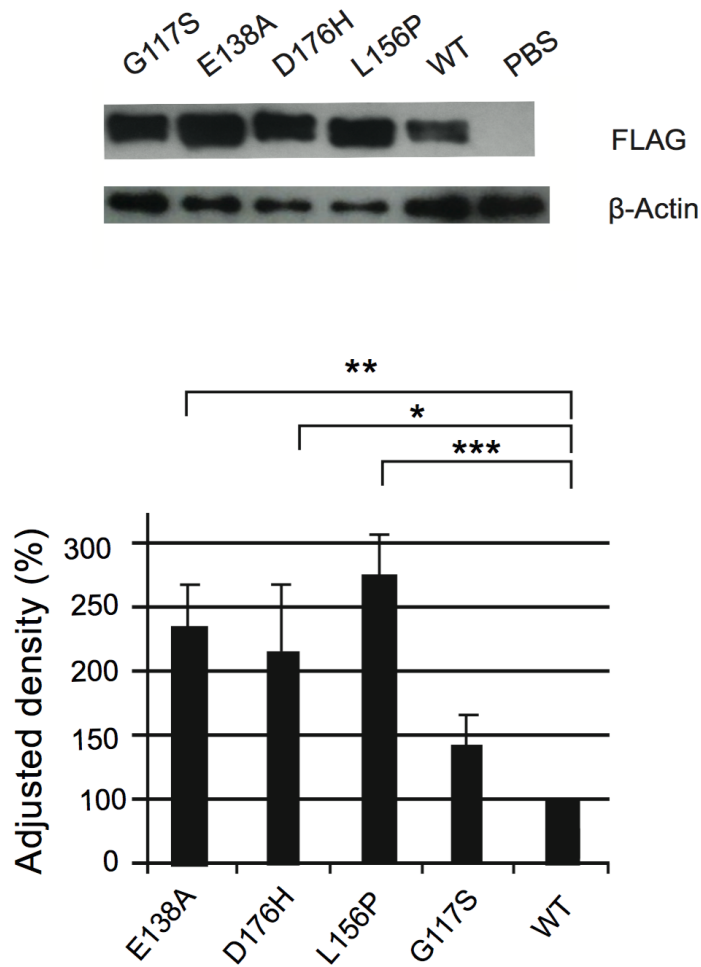 G117S E138A D176H L156P WT PBS
FLAG
β-Actin
**
*
***
Adjusted density (%)
300
250
200
150
100
0
E138A D176H L156P G117S WT